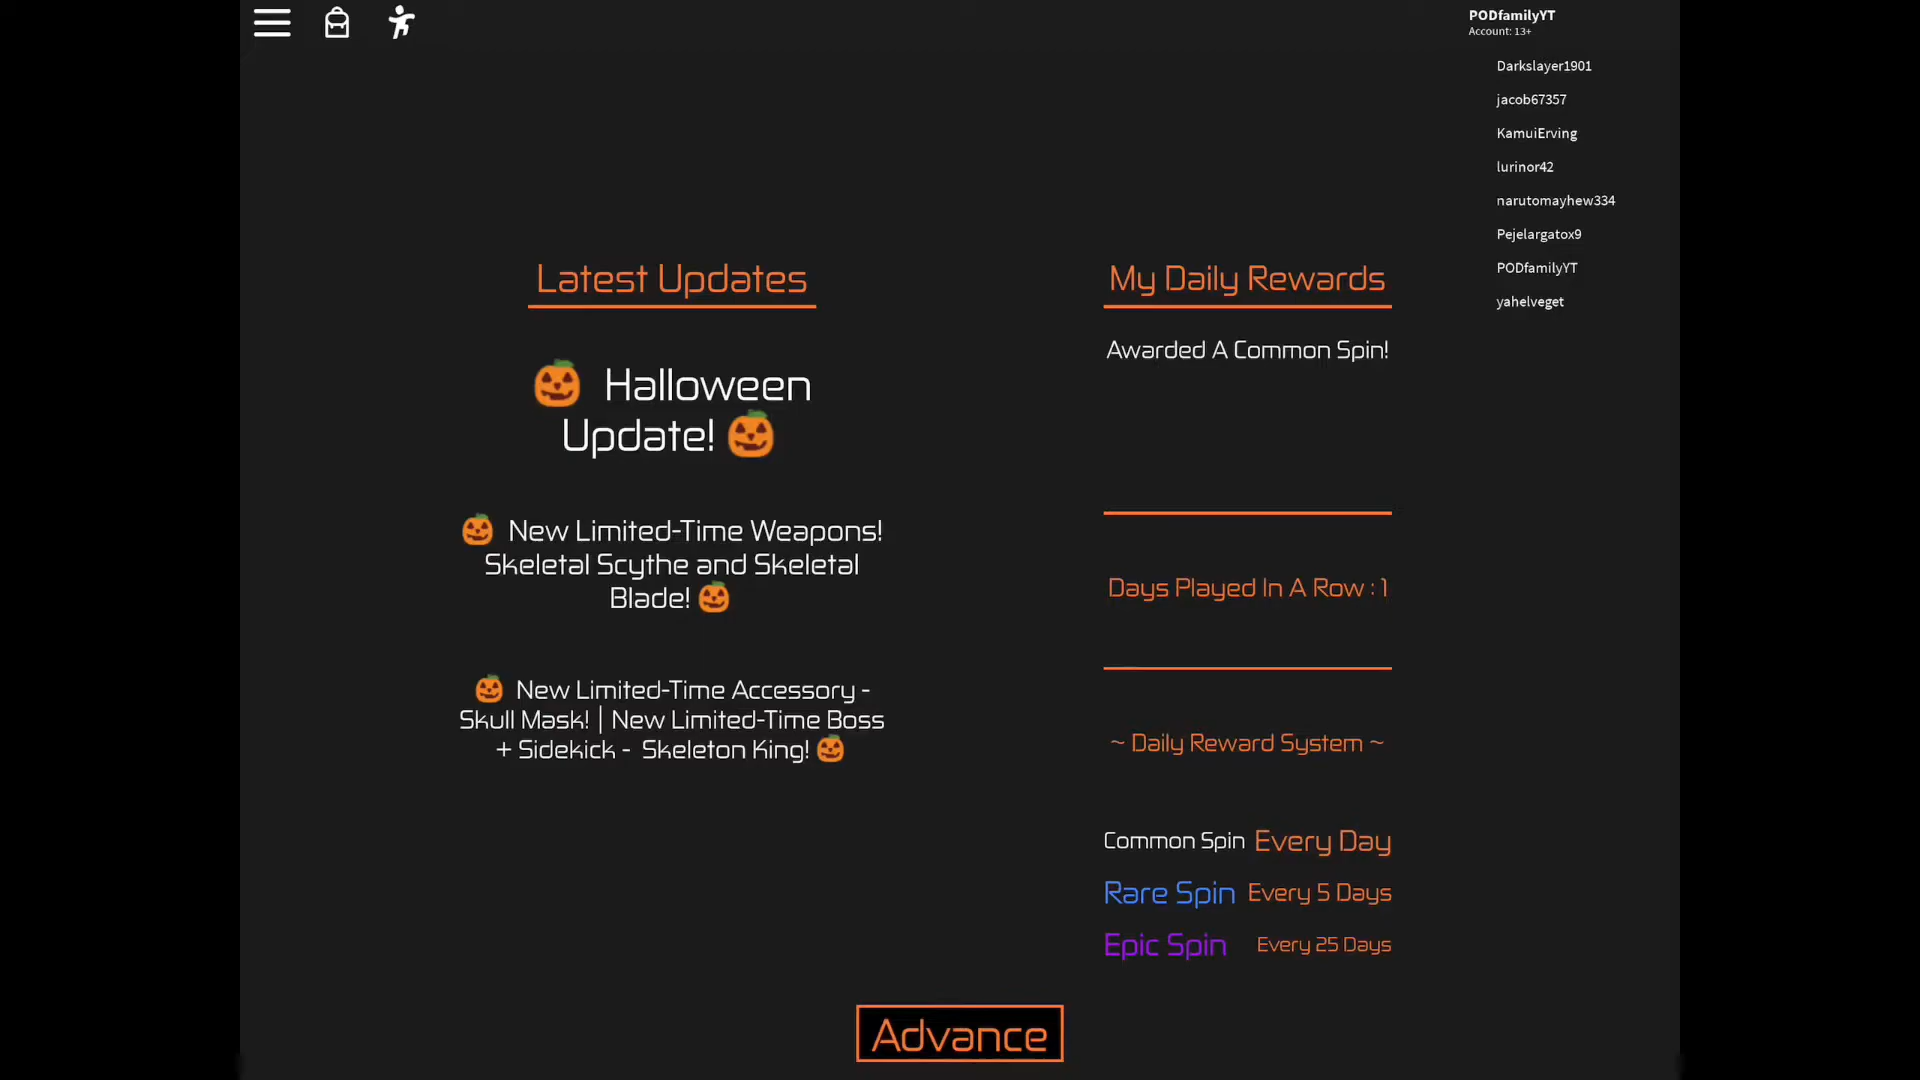 PODfamilyYT
Account: 13+
Darkslayer1901
jacob67357
KamuiErving
lurinor42
narutomayhew334
Pejelargatox9
PODfamilyYT
yahelveget
Latest Updates
🎃 Halloween
Update! 🎃
🎃 New Limited-Time Weapons!
Skeletal Scythe and Skeletal
Blade! 🎃
🎃 New Limited-Time Accessory -
Skull Mask! | New Limited-Time Boss
+ Sidekick - Skeleton King! 🎃
My Daily Rewards
Awarded A Common Spin!
Days Played In A Row : 1
~ Daily Reward System ~
Common Spin Every Day
Rare Spin Every 5 Days
Epic Spin Every 25 Days
Advance